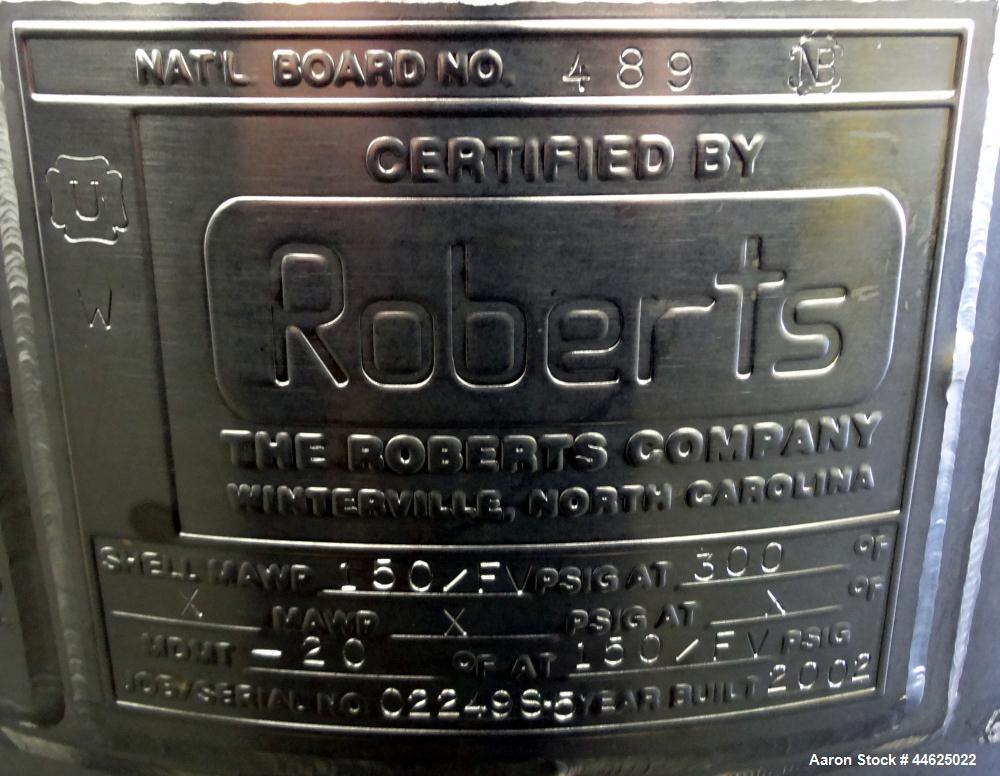 NAT'L BOARD NO. 489 NB
U
W
CERTIFIED BY
Roberts
THE ROBERTS COMPANY
WINTERVILLE, NORTH CAROLINA
SHELL MAWP 150/FV PSIG AT 300 °F
X MAWP X PSIG AT X °F
MDMT -20 °F AT 150/FV PSIG
JOB/SERIAL NO 02249S-5 YEAR BUILT 2002
Aaron Stock # 44625022